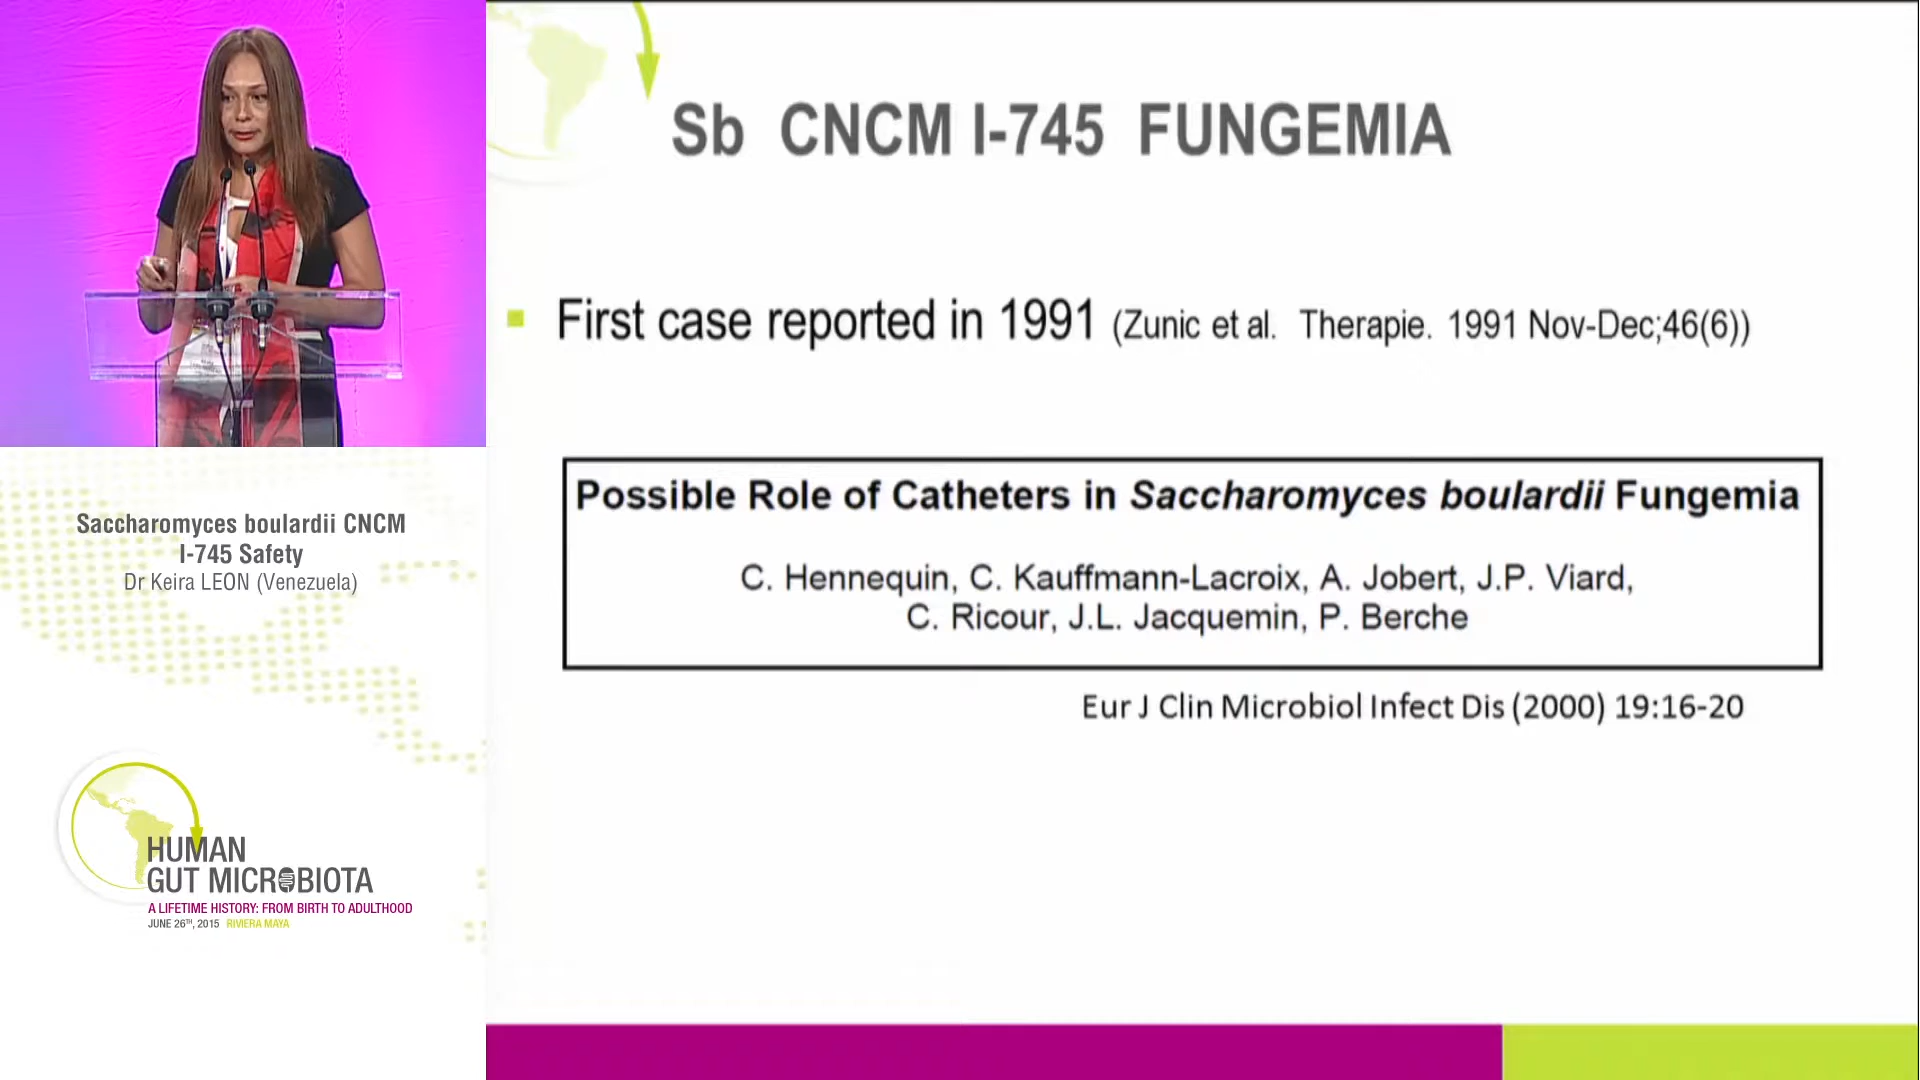 Sb CNCM I-745 FUNGEMIA
First case reported in 1991 (Zunic et al. Therapie. 1991 Nov-Dec;46(6))
Possible Role of Catheters in Saccharomyces boulardii Fungemia
C. Hennequin, C. Kauffmann-Lacroix, A. Jobert, J.P. Viard,
C. Ricour, J.L. Jacquemin, P. Berche
Eur J Clin Microbiol Infect Dis (2000) 19:16-20
Saccharomyces boulardii CNCM
I-745 Safety
Dr Keira LEON (Venezuela)
HUMAN
GUT MICROBIOTA
A LIFETIME HISTORY: FROM BIRTH TO ADULTHOOD
JUNE 26TH, 2015 RIVIERA MAYA